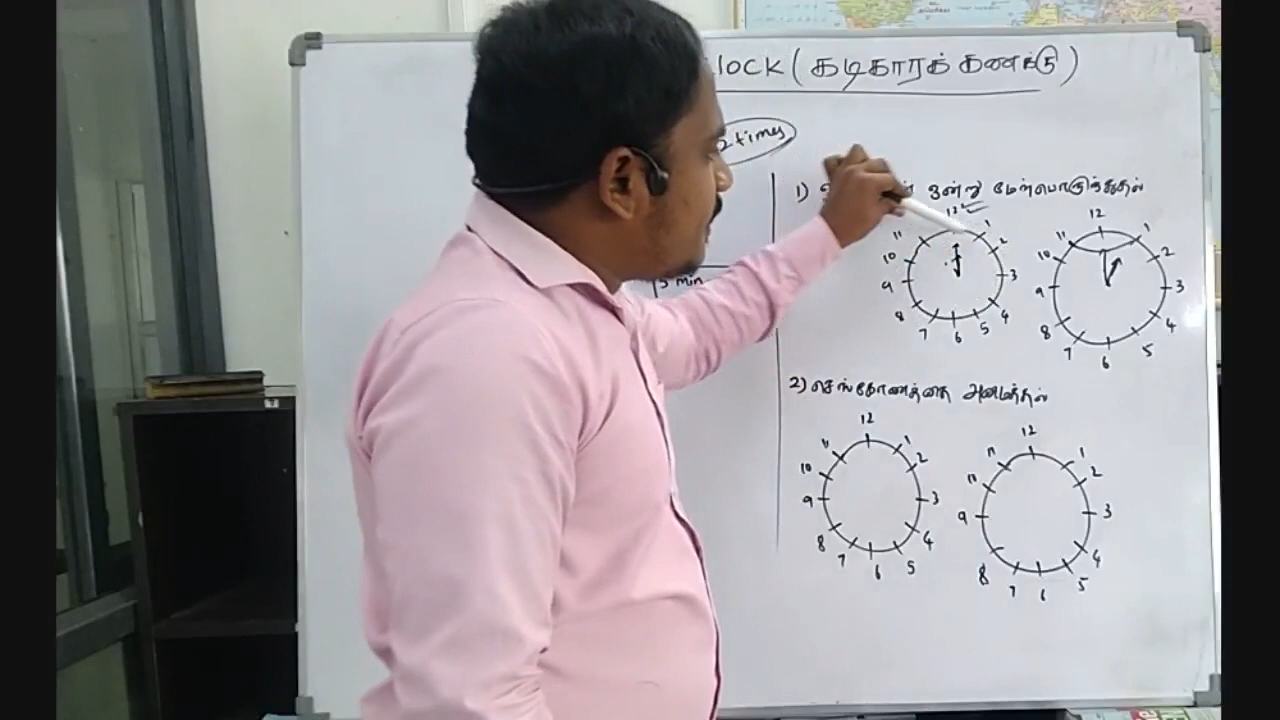 lock (கடிகாரக் கணக்கு)
2 times
1) ஒன்று மேற்பொருந்துதல்
12 1 2 3 4 5 6 7 8 9 10 11
12 1 2 3 4 5 6 7 8 9 10 11
5 min
2) செங்கோணத்தை அமைத்தல்
12 1 2 3 4 5 6 7 8 9 10 11
12 1 2 3 4 5 6 7 8 9 11